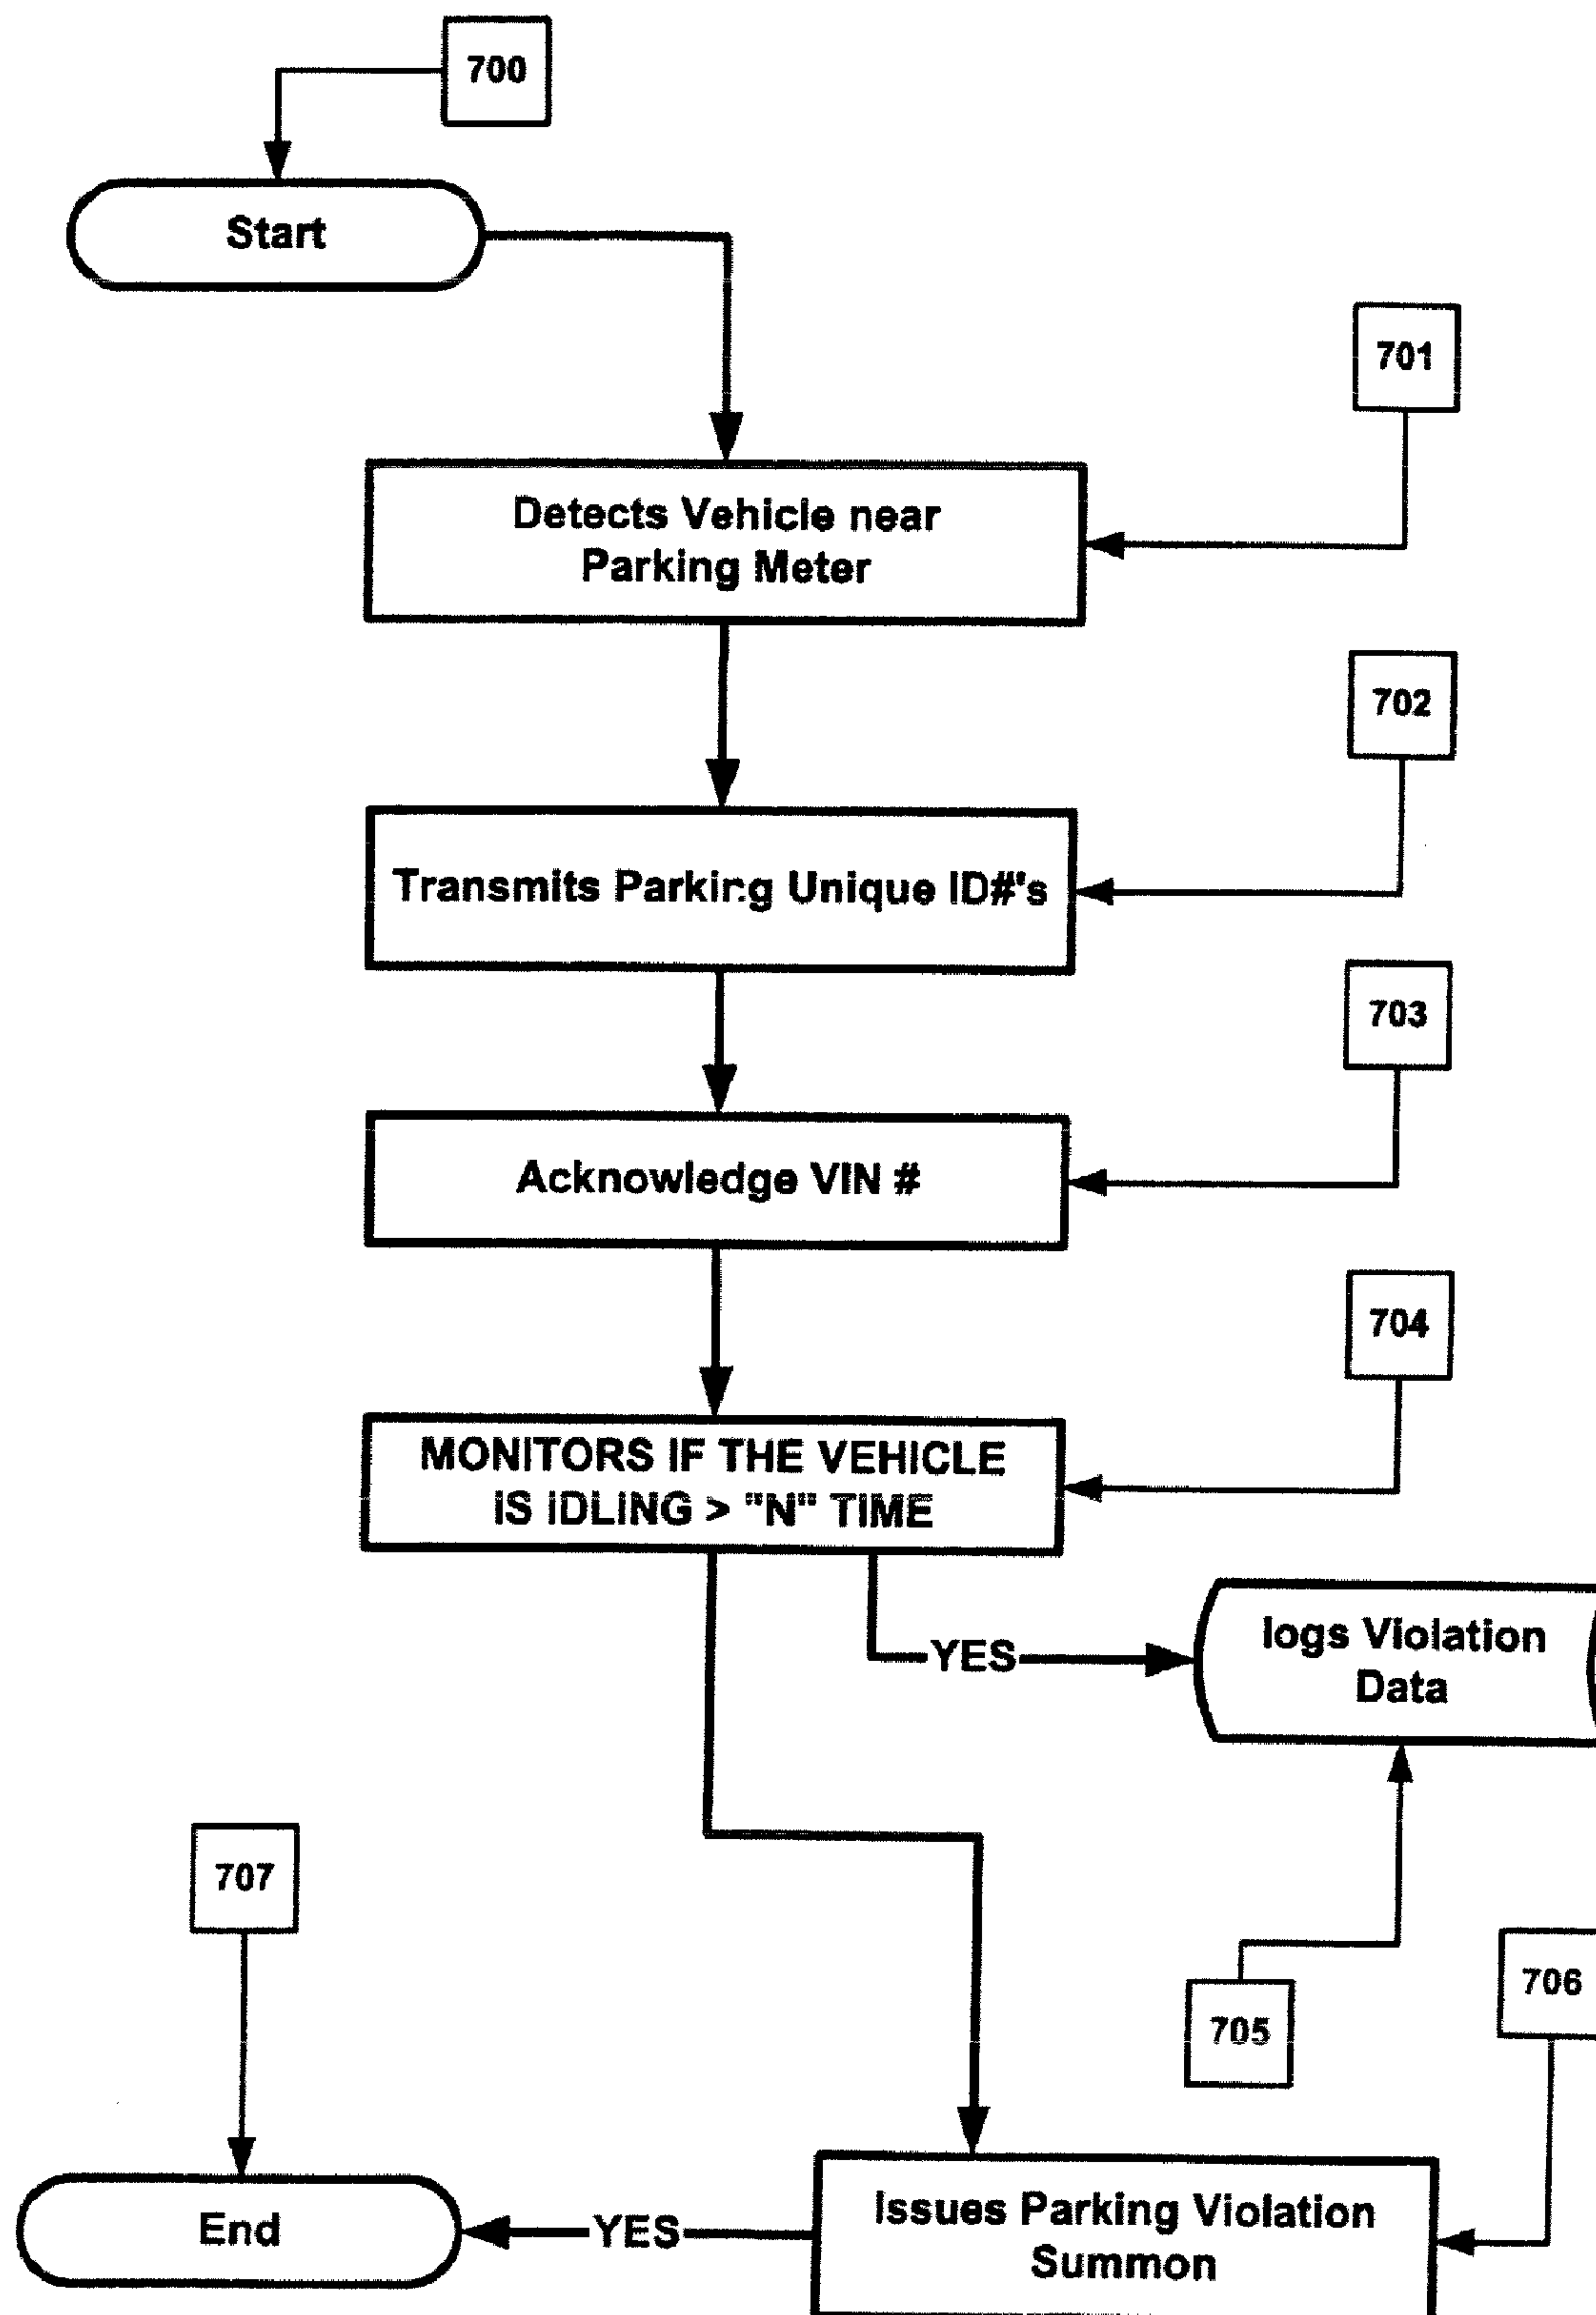 700
Start
701
Detects Vehicle near
Parking Meter
702
Transmits Parking Unique ID#'s
703
Acknowledge VIN #
704
MONITORS IF THE VEHICLE
IS IDLING > "N" TIME
YES
logs Violation
Data
707
705
706
End
YES
Issues Parking Violation
Summon